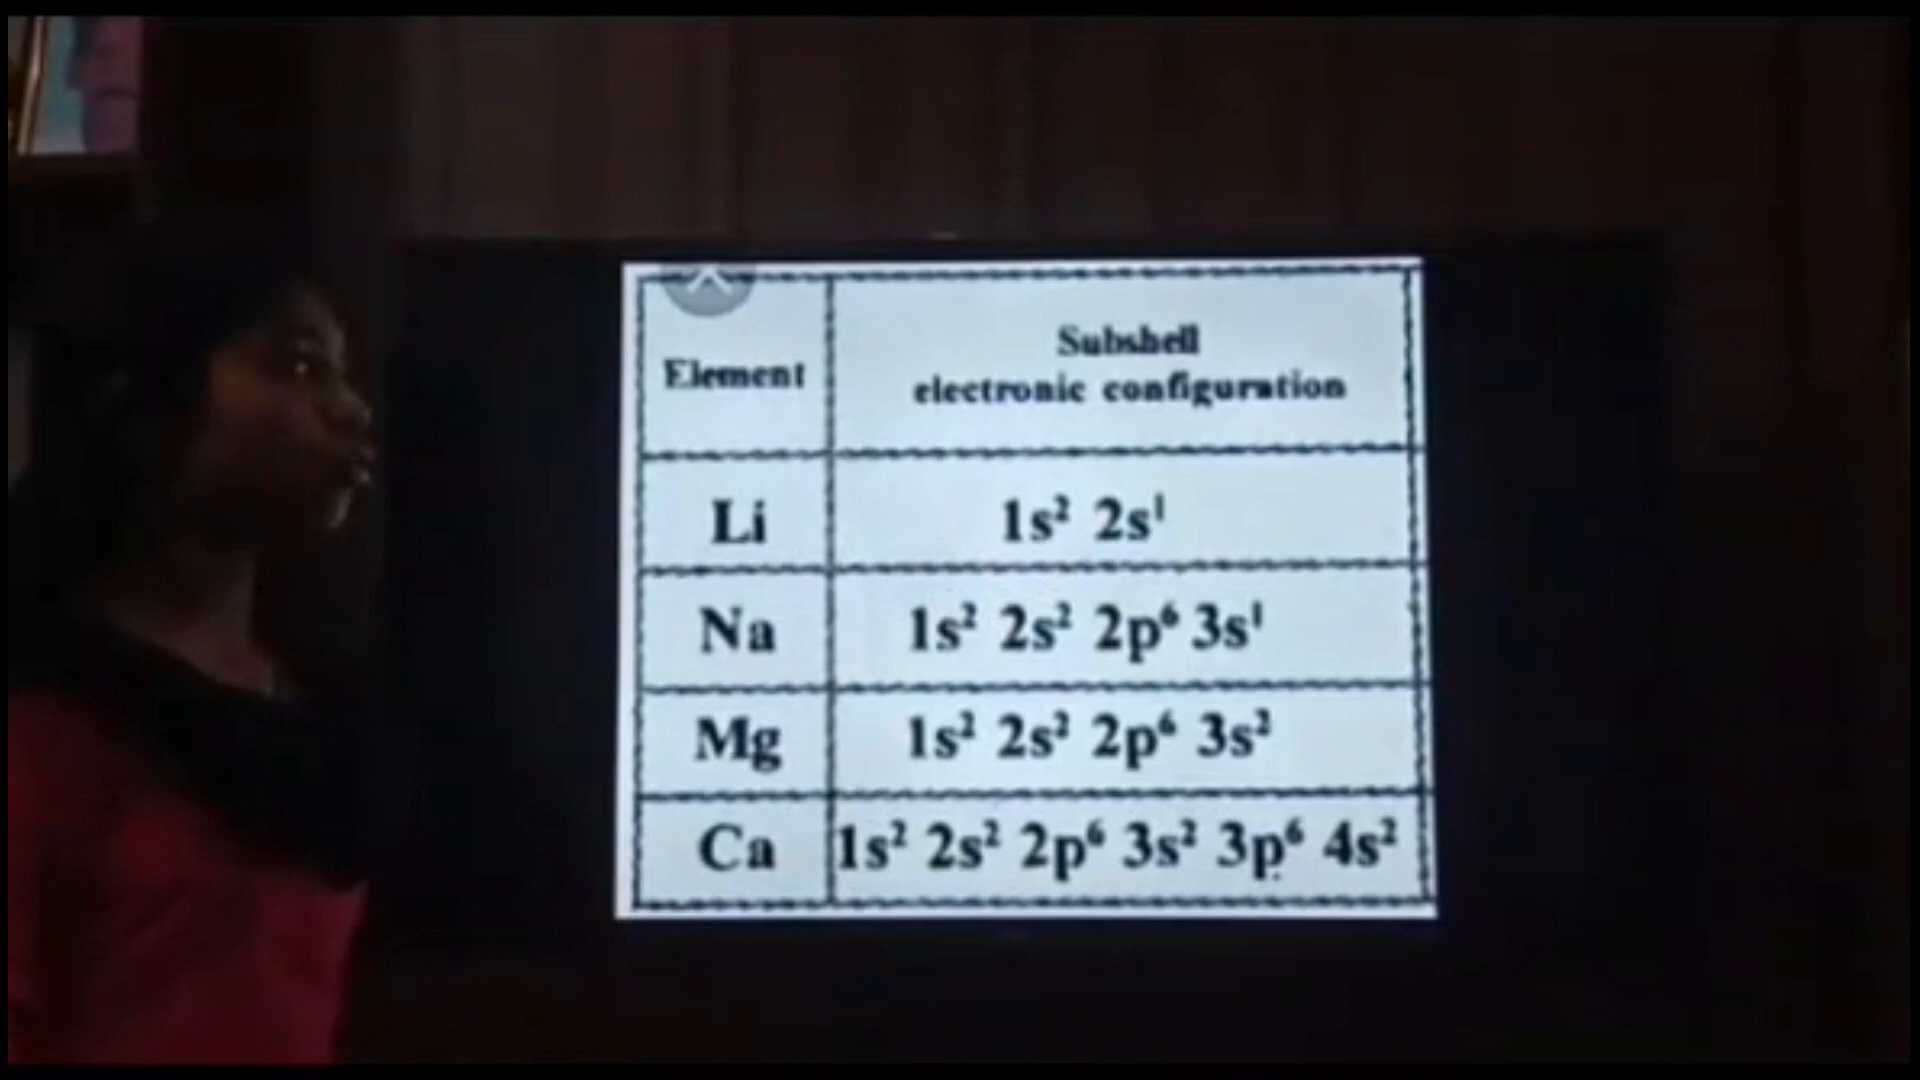 Element
Subshell
electronic configuration
Li
1s² 2s¹
Na
1s² 2s² 2p⁶ 3s¹
Mg
1s² 2s² 2p⁶ 3s²
Ca
1s² 2s² 2p⁶ 3s² 3p⁶ 4s²